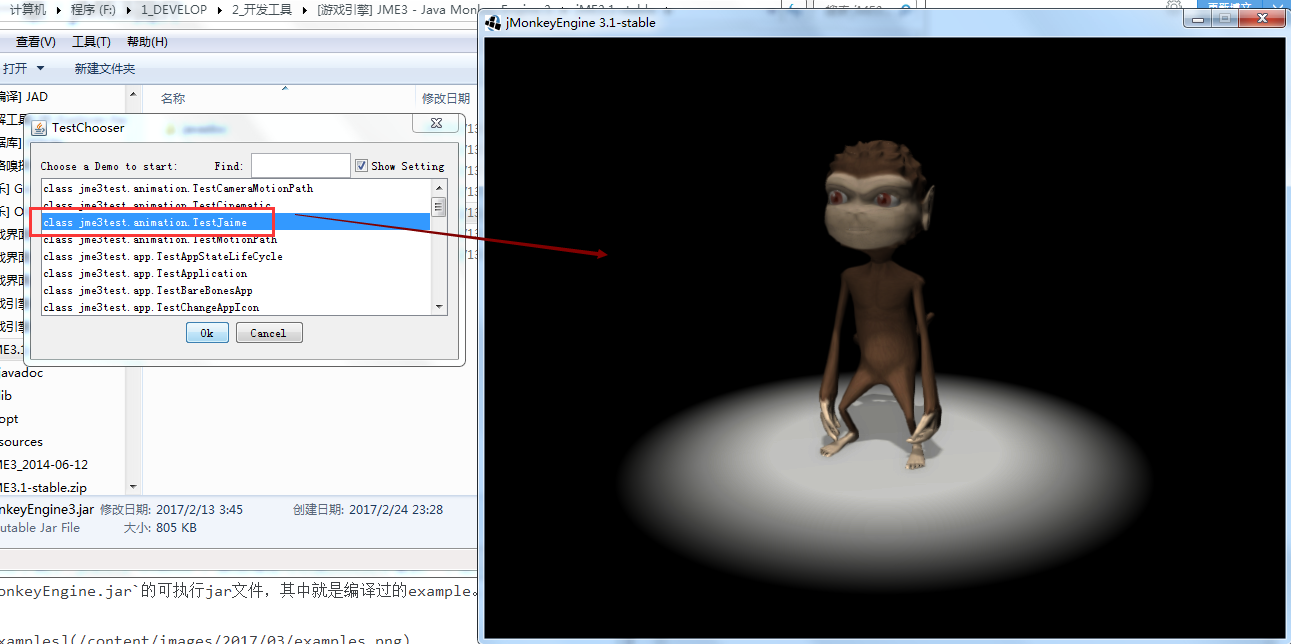 计算机 程序 (F:) 1_DEVELOP 2_开发工具 [游戏引擎] JME3 - Java Mon
jMonkeyEngine 3.1-stable
查看(V) 工具(T) 帮助(H)
打开 新建文件夹
JAD
名称 修改日期
TestChooser
Choose a Demo to start: Find: Show Setting
class jme3test.animation.TestCameraMotionPath
class jme3test.animation.TestCinematic
class jme3test.animation.TestJaime
class jme3test.animation.TestMotionPath
class jme3test.app.TestAppStateLifeCycle
class jme3test.app.TestApplication
class jme3test.app.TestBareBonesApp
class jme3test.app.TestChangeAppIcon
Ok Cancel
ME3.1
javadoc
lib
opt
sources
ME3_2014-06-12
ME3.1-stable.zip
nkeyEngine3.jar 修改日期: 2017/2/13 3:45 创建日期: 2017/2/24 23:28
utable Jar File 大小: 805 KB
onkeyEngine.jar`的可执行jar文件，其中就是编译过的example。
examples](/content/images/2017/03/examples.png)